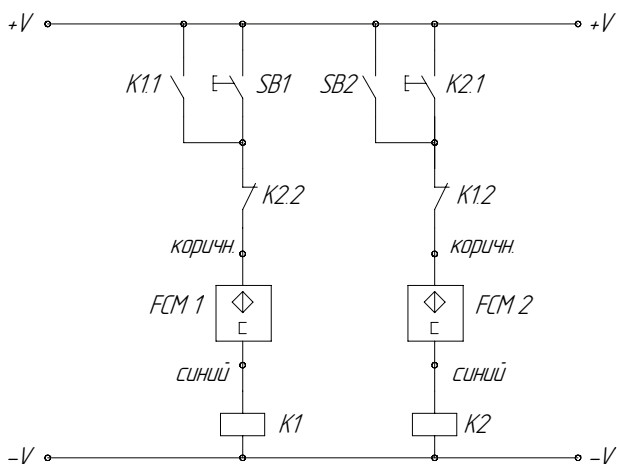 +V +V
K1.1 SB1 SB2 K2.1
K2.2 K1.2
коричн. коричн.
FCM 1 FCM 2
синий синий
K1 K2
-V -V